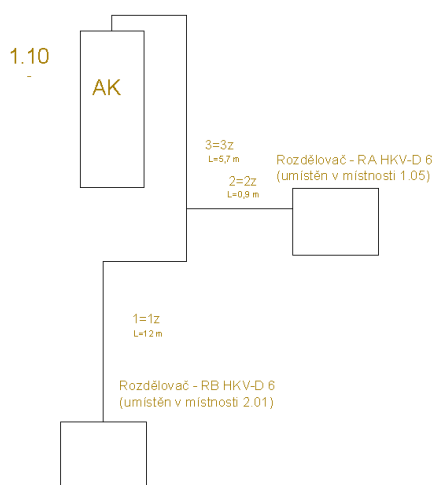 1.10
-
AK
3=3z
L=5,7 m
Rozdělovač - RA HKV-D 6
(umístěn v místnosti 1.05)
2=2z
L=0,9 m
1=1z
L=12 m
Rozdělovač - RB HKV-D 6
(umístěn v místnosti 2.01)